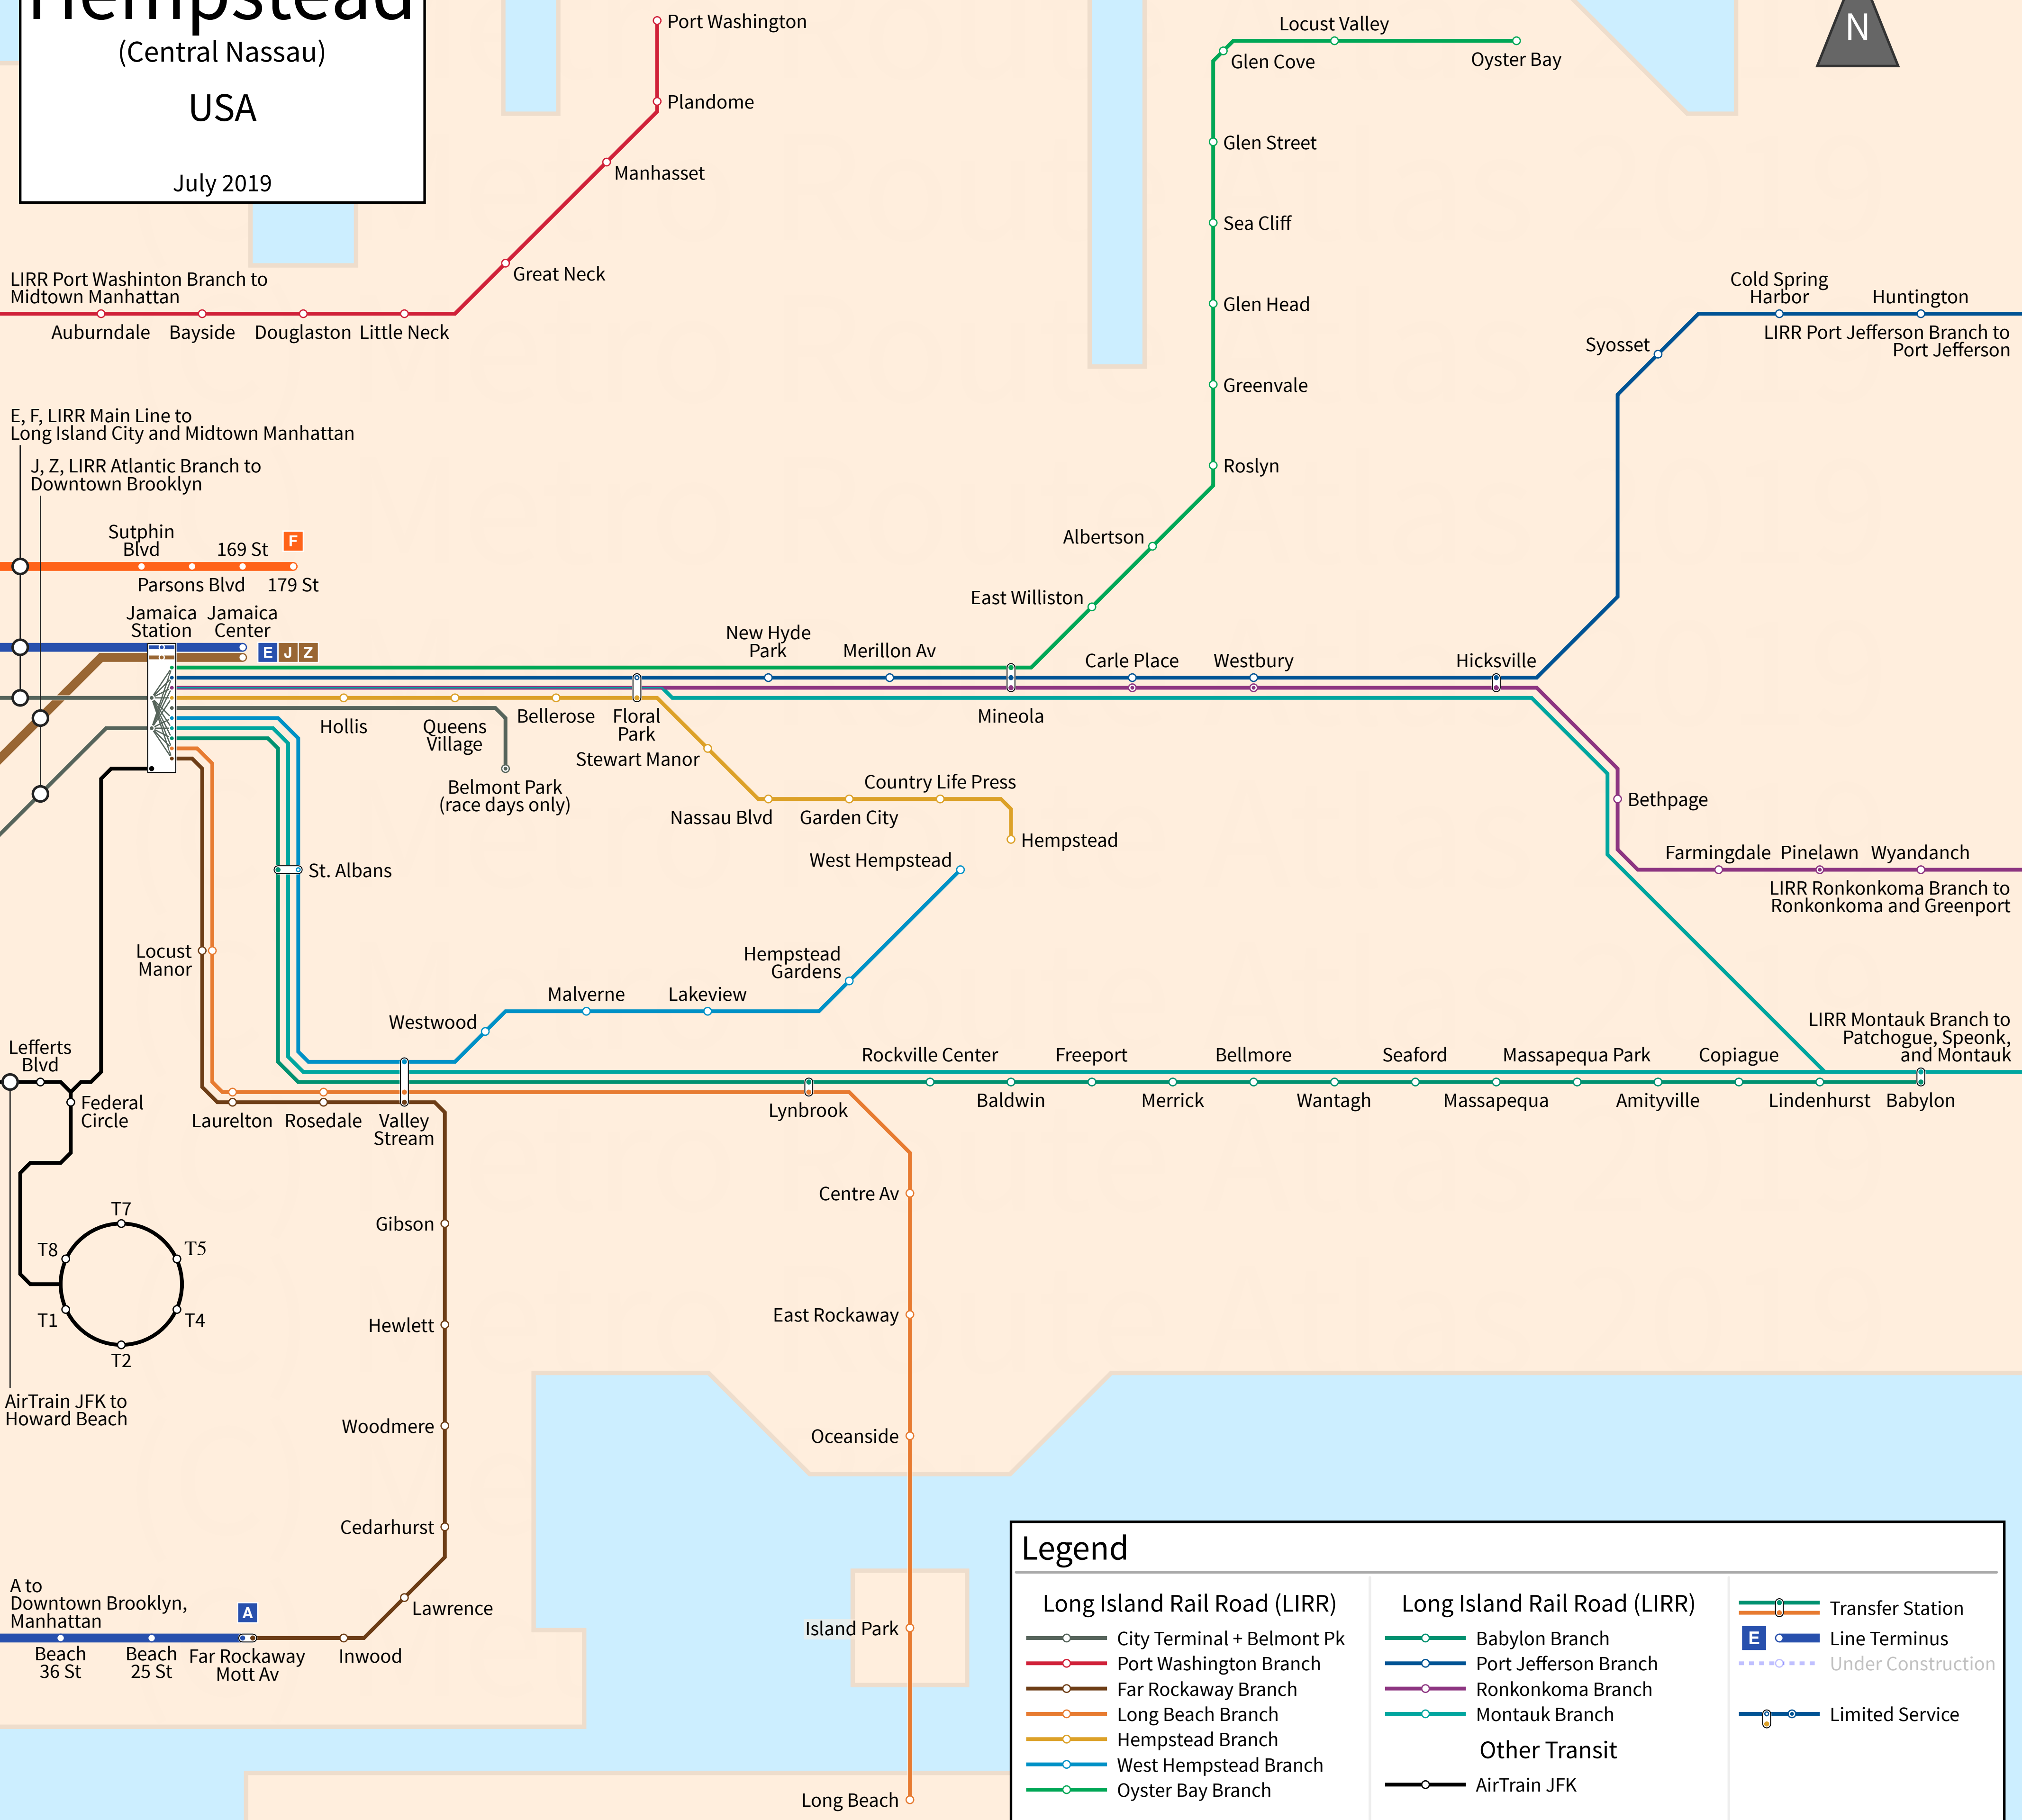 Hempstead
(Central Nassau)
USA
July 2019
N
Port Washington
Plandome
Manhasset
Great Neck
LIRR Port Washinton Branch to
Midtown Manhattan
Auburndale
Bayside
Douglaston
Little Neck
Locust Valley
Glen Cove
Oyster Bay
Glen Street
Sea Cliff
Glen Head
Greenvale
Roslyn
Albertson
East Williston
Cold Spring
Harbor
Huntington
Syosset
LIRR Port Jefferson Branch to
Port Jefferson
E, F, LIRR Main Line to
Long Island City and Midtown Manhattan
J, Z, LIRR Atlantic Branch to
Downtown Brooklyn
Sutphin
Blvd
169 St
F
Parsons Blvd
179 St
Jamaica
Station
Jamaica
Center
E J Z
New Hyde
Park
Merillon Av
Carle Place
Westbury
Hicksville
Hollis
Queens
Village
Bellerose
Floral
Park
Mineola
Stewart Manor
Belmont Park
(race days only)
Country Life Press
Nassau Blvd
Garden City
Hempstead
West Hempstead
Bethpage
Farmingdale
Pinelawn
Wyandanch
LIRR Ronkonkoma Branch to
Ronkonkoma and Greenport
St. Albans
Locust
Manor
Hempstead
Gardens
Malverne
Lakeview
Westwood
LIRR Montauk Branch to
Patchogue, Speonk,
and Montauk
Rockville Center
Freeport
Bellmore
Seaford
Massapequa Park
Copiague
Lefferts
Blvd
Federal
Circle
Laurelton
Rosedale
Valley
Stream
Lynbrook
Baldwin
Merrick
Wantagh
Massapequa
Amityville
Lindenhurst
Babylon
Centre Av
Gibson
T7
T8
T5
T1
T4
T2
East Rockaway
Hewlett
AirTrain JFK to
Howard Beach
Woodmere
Oceanside
Cedarhurst
A to
Downtown Brooklyn,
Manhattan
A
Lawrence
Beach
36 St
Beach
25 St
Far Rockaway
Mott Av
Inwood
Island Park
Long Beach
Legend
Long Island Rail Road (LIRR)
City Terminal + Belmont Pk
Port Washington Branch
Far Rockaway Branch
Long Beach Branch
Hempstead Branch
West Hempstead Branch
Oyster Bay Branch
Long Island Rail Road (LIRR)
Babylon Branch
Port Jefferson Branch
Ronkonkoma Branch
Montauk Branch
Other Transit
AirTrain JFK
Transfer Station
E Line Terminus
Under Construction
Limited Service